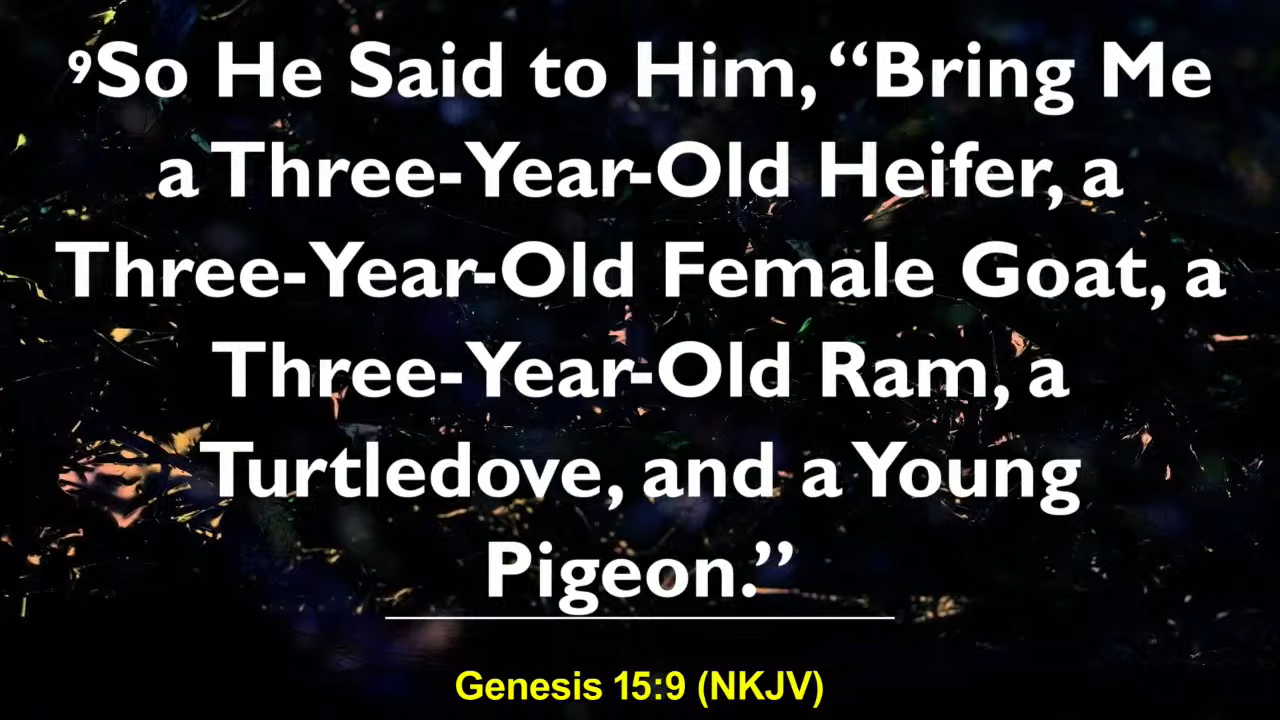 9So He Said to Him, “Bring Me
a Three-Year-Old Heifer, a
Three-Year-Old Female Goat, a
Three-Year-Old Ram, a
Turtledove, and a Young
Pigeon.”
Genesis 15:9 (NKJV)